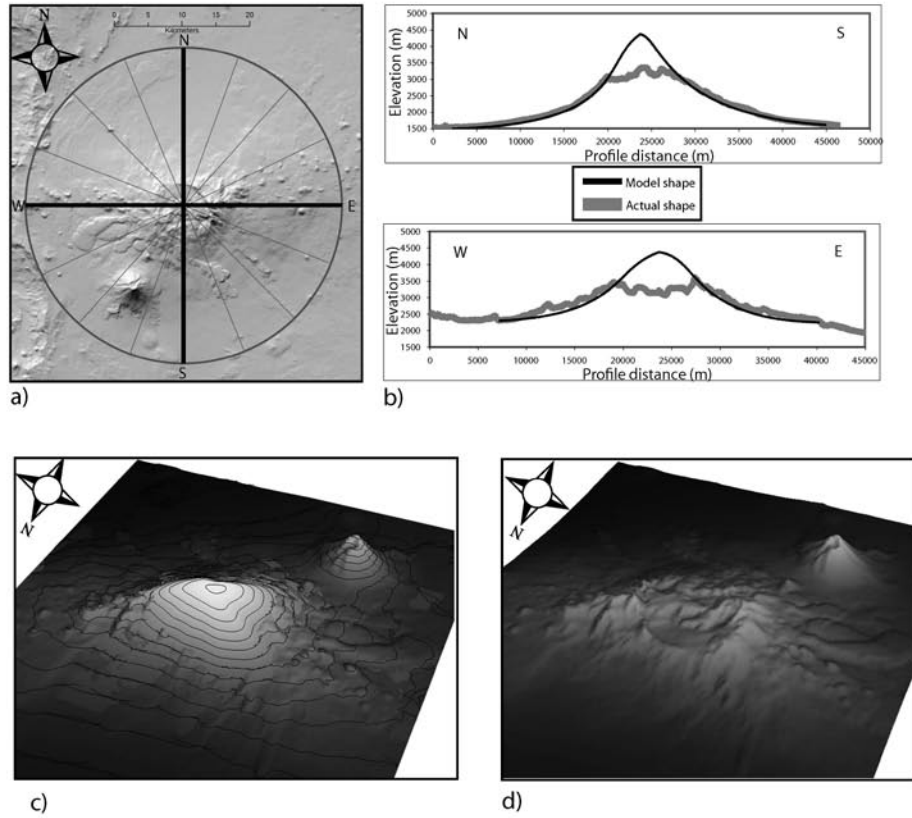 N
0 5 10 20
Kilometers
N
W E
S
a)
N S
Elevation (m)
5000
4500
4000
3500
3000
2500
2000
1500
0 5000 10000 15000 20000 25000 30000 35000 40000 45000 50000
Profile distance (m)
Model shape
Actual shape
W E
Elevation (m)
5000
4500
4000
3500
3000
2500
2000
1500
0 5000 10000 15000 20000 25000 30000 35000 40000 45000
Profile distance (m)
b)
N
c)
N
d)